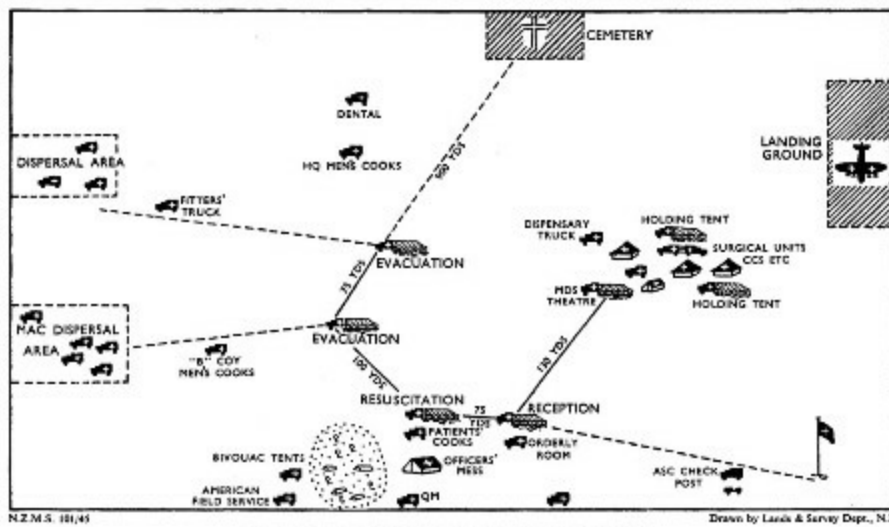 CEMETERY
DENTAL
HQ MENS COOKS
LANDING
GROUND
DISPERSAL AREA
FITTERS'
TRUCK
DISPENSARY
TRUCK
HOLDING TENT
SURGICAL UNITS
CCS ETC
EVACUATION
75 YDS
MDS
THEATRE
HOLDING TENT
MAC DISPERSAL
AREA
EVACUATION
"B" COY
MENS COOKS
100 YDS
130 YDS
RESUSCITATION
75
YDS
RECEPTION
PATIENTS'
COOKS
ORDERLY
ROOM
BIVOUAC TENTS
OFFICERS'
MESS
ASC CHECK
POST
AMERICAN
FIELD SERVICE
QM
N.Z.M.S. 101/45
Drawn by Lands & Survey Dept., N.